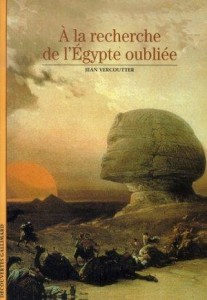 À la recherche
de l'Égypte oubliée
JEAN VERCOUTTER
DÉCOUVERTES GALLIMARD